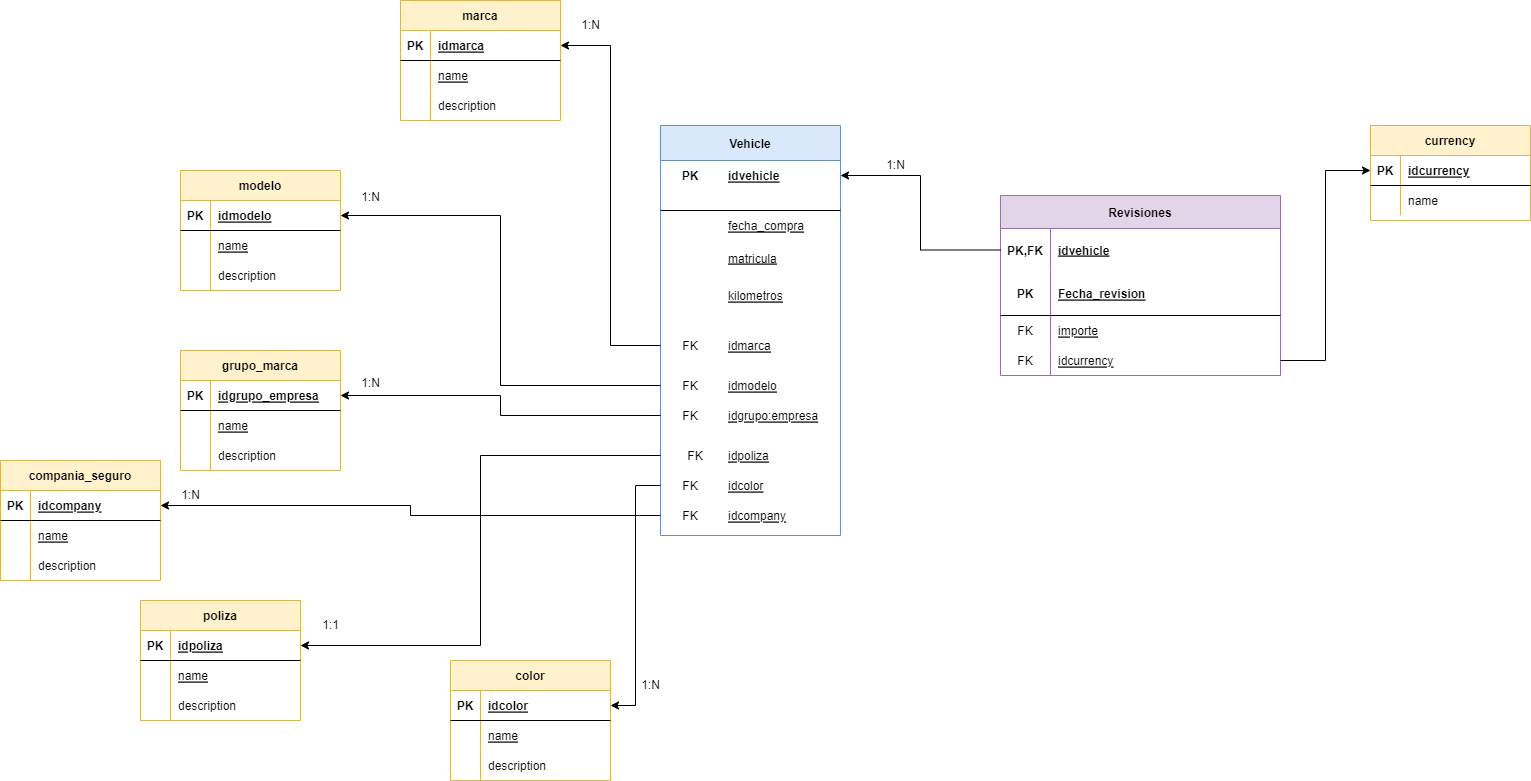 marca
1:N
PK idmarca
name
description
modelo
1:N
PK idmodelo
name
description
grupo_marca
1:N
PK idgrupo_empresa
name
description
compania_seguro
1:N
PK idcompany
name
description
poliza
1:1
PK idpoliza
name
description
color
1:N
PK idcolor
name
description
Vehicle
PK idvehicle
fecha_compra
matricula
kilometros
FK idmarca
FK idmodelo
FK idgrupo:empresa
FK idpoliza
FK idcolor
FK idcompany
1:N
Revisiones
PK,FK idvehicle
PK Fecha_revision
FK importe
FK idcurrency
currency
PK idcurrency
name